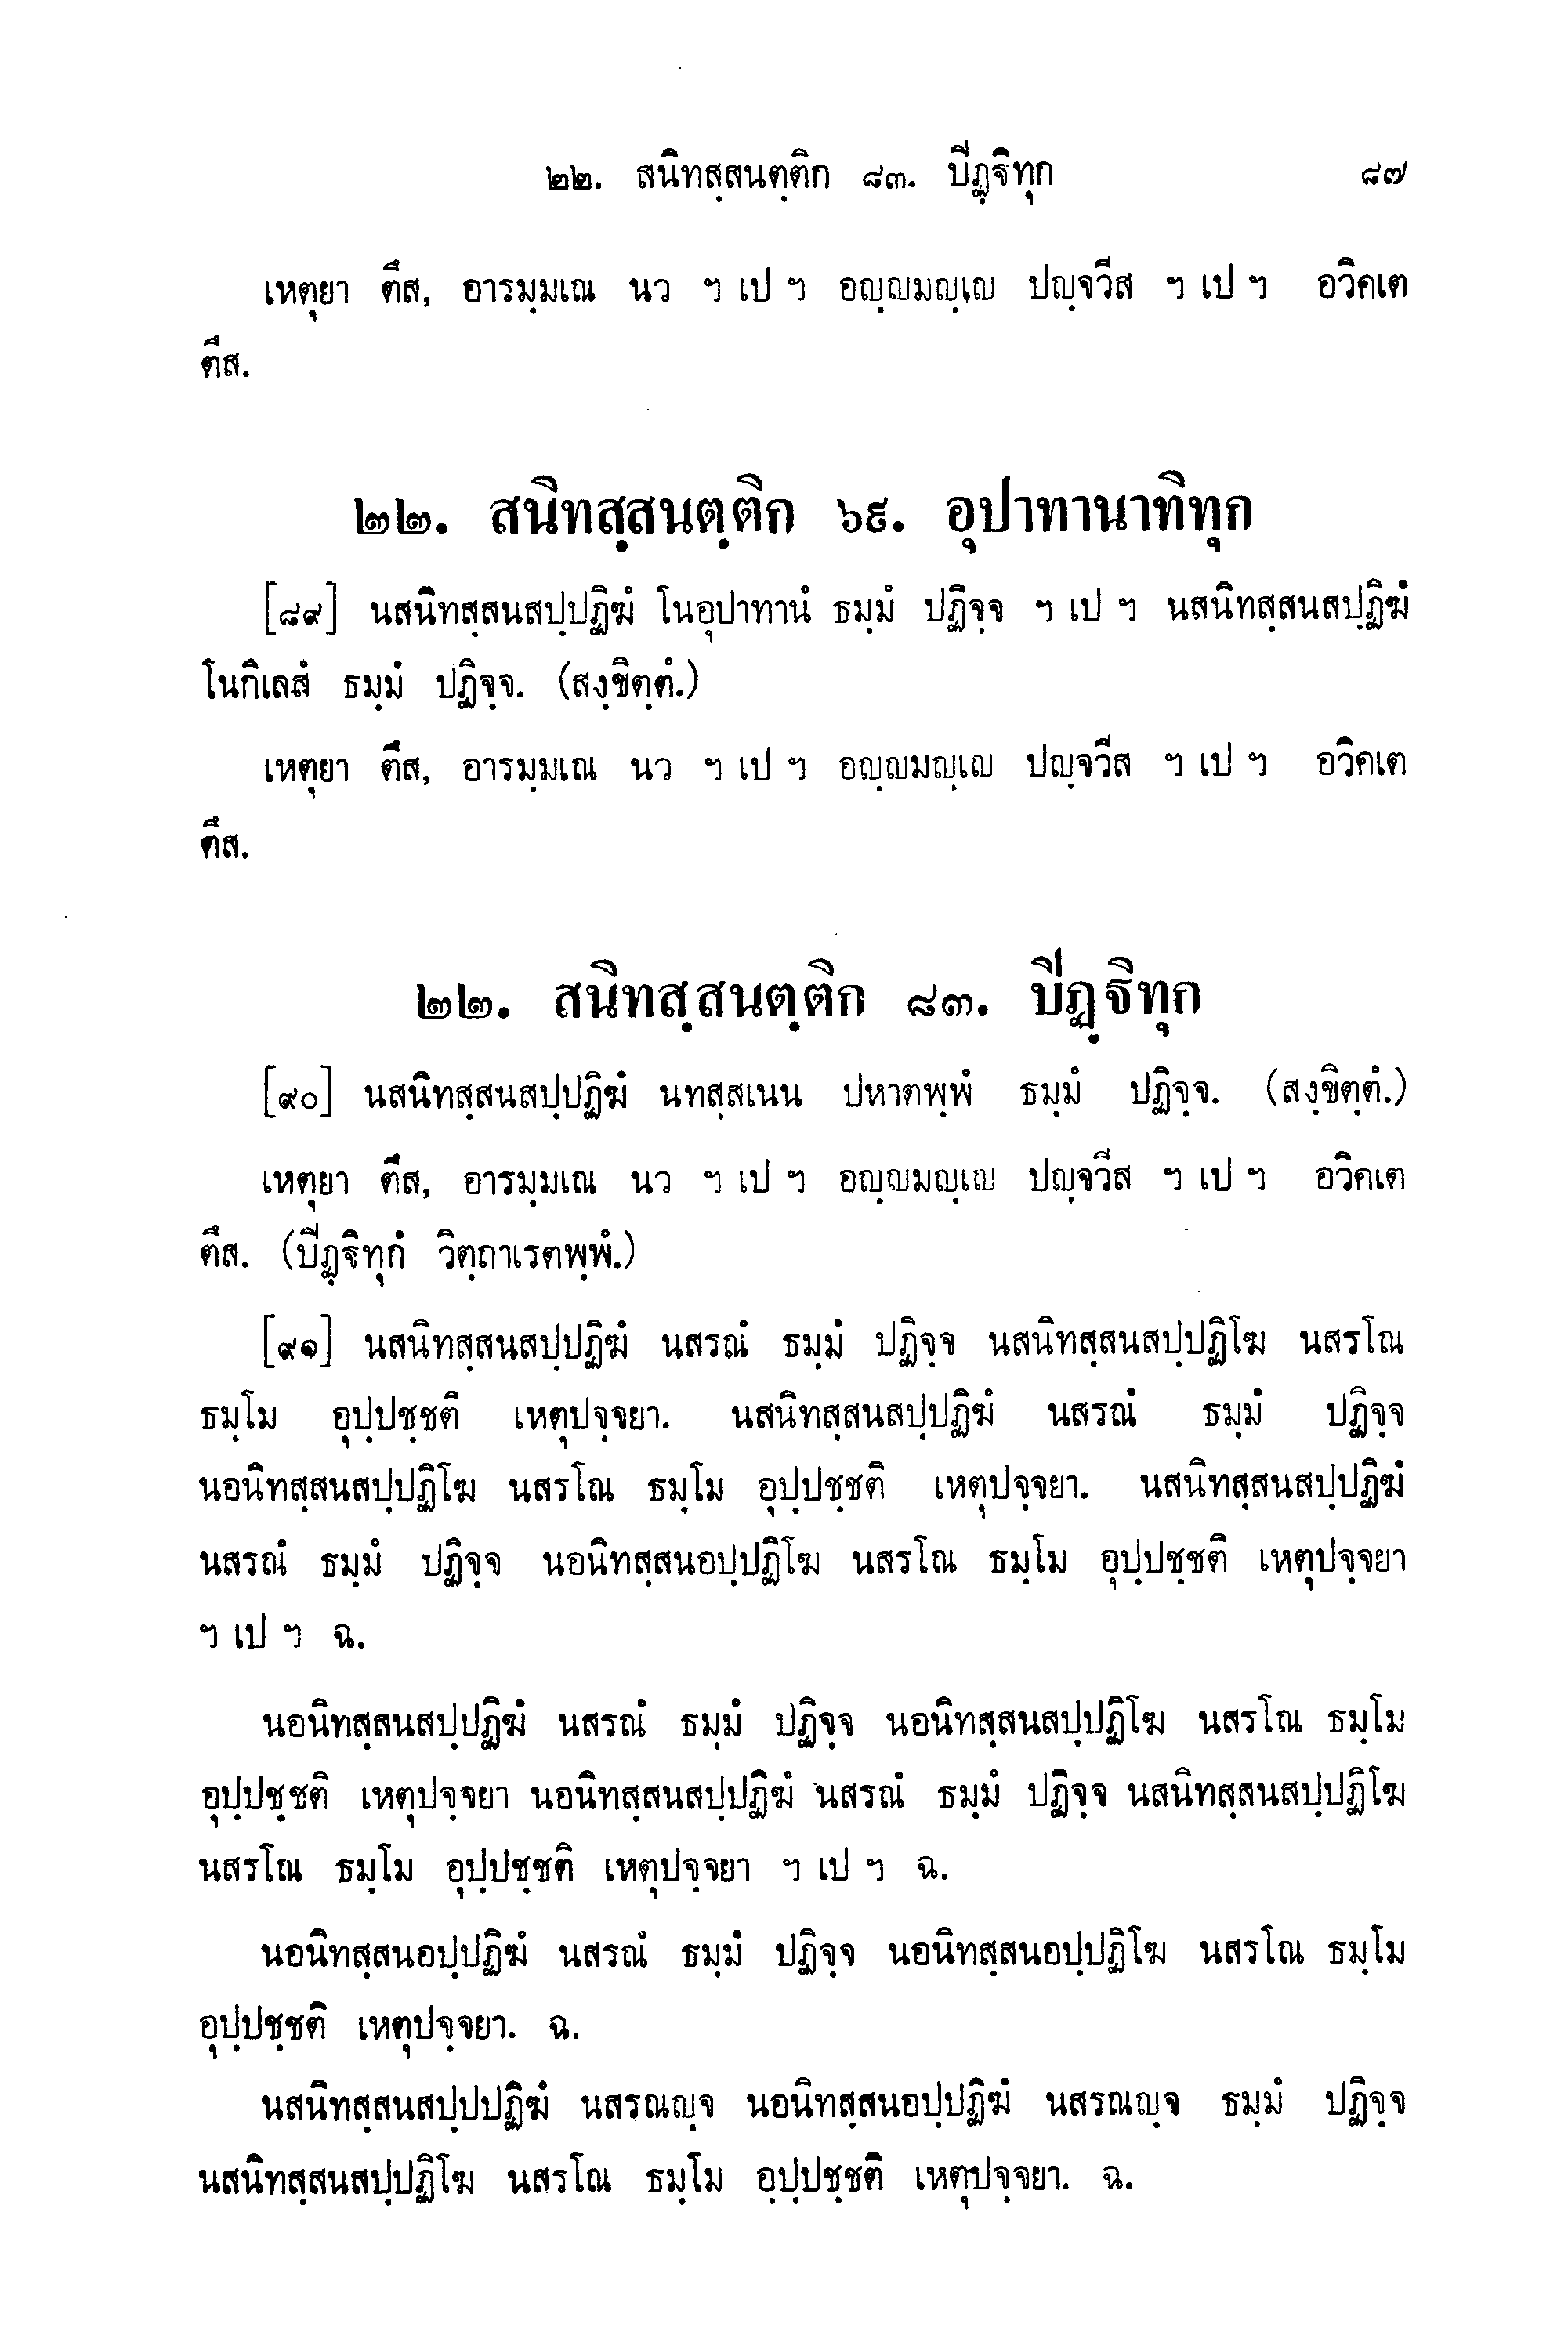 ๒๒. สนิทสฺสนตฺติก ๘๓. ปิฏฺฐิทุก ๘๗
เหตุยา ตึส, อารมฺมเณ นว ฯ เป ฯ อญฺญมญฺเญ ปญฺจวีส ฯ เป ฯ อวิคเต
ตึส.
๒๒. สนิทสฺสนตฺติก ๖๙. อุปาทานาทิทุก
[๘๙] นสนิทสฺสนสปฺปฏิฆํ โนอุปาทานํ ธมฺมํ ปฏิจฺจ ฯ เป ฯ นสนิทสฺสนสปฺฏิฆํ
โนกิเลสํ ธมฺมํ ปฏิจฺจ. (สงฺขิตฺตํ.)
เหตุยา ตึส, อารมฺมเณ นว ฯ เป ฯ อญฺญมญฺเญ ปญฺจวีส ฯ เป ฯ อวิคเต
ตึส.
๒๒. สนิทสฺสนตฺติก ๘๓. ปิฏฺฐิทุก
[๙๐] นสนิทสฺสนสปฺปฏิฆํ นทสฺสเนน ปหาตพฺพํ ธมฺมํ ปฏิจฺจ. (สงฺขิตฺตํ.)
เหตุยา ตึส, อารมฺมเณ นว ฯ เป ฯ อญฺญมญฺเญ ปญฺจวีส ฯ เป ฯ อวิคเต
ตึส. (ปิฏฺฐิทุกํ วิตฺถาเรตพฺพํ.)
[๙๑] นสนิทสฺสนสปฺปฏิฆํ นสรณํ ธมฺมํ ปฏิจฺจ นสนิทสฺสนสปฺปฏิโฆ นสรโณ
ธมฺโม อุปฺปชฺชติ เหตุปจฺจยา. นสนิทสฺสนสปฺปฏิฆํ นสรณํ ธมฺมํ ปฏิจฺจ
นอนิทสฺสนสปฺปฏิโฆ นสรโณ ธมฺโม อุปฺปชฺชติ เหตุปจฺจยา. นสนิทสฺสนสปฺปฏิฆํ
นสรณํ ธมฺมํ ปฏิจฺจ นอนิทสฺสนอปฺปฏิโฆ นสรโณ ธมฺโม อุปฺปชฺชติ เหตุปจฺจยา
ฯ เป ฯ ฉ.
นอนิทสฺสนสปฺปฏิฆํ นสรณํ ธมฺมํ ปฏิจฺจ นอนิทสฺสนสปฺปฏิโฆ นสรโณ ธมฺโม
อุปฺปชฺชติ เหตุปจฺจยา นอนิทสฺสนสปฺปฏิฆํ นสรณํ ธมฺมํ ปฏิจฺจ นสนิทสฺสนสปฺปฏิโฆ
นสรโณ ธมฺโม อุปฺปชฺชติ เหตุปจฺจยา ฯ เป ฯ ฉ.
นอนิทสฺสนอปฺปฏิฆํ นสรณํ ธมฺมํ ปฏิจฺจ นอนิทสฺสนอปฺปฏิโฆ นสรโณ ธมฺโม
อุปฺปชฺชติ เหตุปจฺจยา. ฉ.
นสนิทสฺสนสปฺปปฏิฆํ นสรณญฺจ นอนิทสฺสนอปฺปฏิฆํ นสรณญฺจ ธมฺมํ ปฏิจฺจ
นสนิทสฺสนสปฺปฏิโฆ นสรโณ ธมฺโม อฺปฺปชฺชติ เหตุปจฺจยา. ฉ.